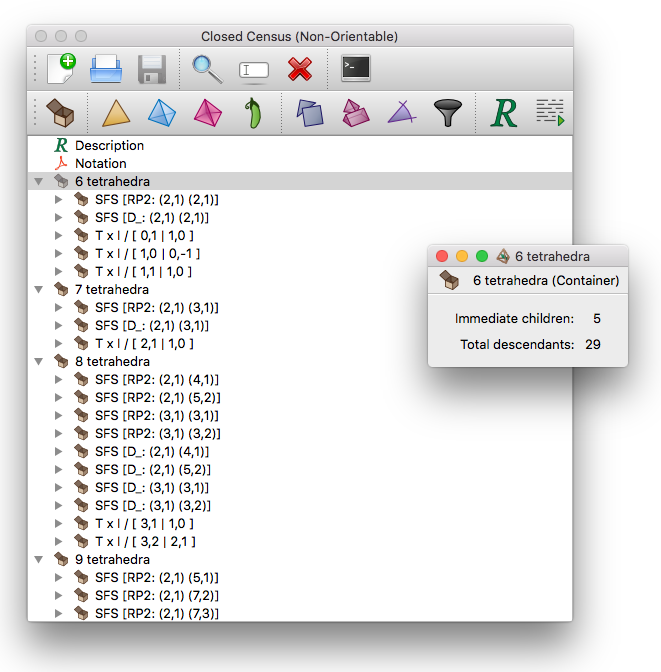 Closed Census (Non-Orientable)
>_
R
R Description
Notation
6 tetrahedra
SFS [RP2: (2,1) (2,1)]
SFS [D_: (2,1) (2,1)]
T x I / [ 0,1 | 1,0 ]
T x I / [ 1,0 | 0,-1 ]
T x I / [ 1,1 | 1,0 ]
7 tetrahedra
SFS [RP2: (2,1) (3,1)]
SFS [D_: (2,1) (3,1)]
T x I / [ 2,1 | 1,0 ]
8 tetrahedra
SFS [RP2: (2,1) (4,1)]
SFS [RP2: (2,1) (5,2)]
SFS [RP2: (3,1) (3,1)]
SFS [RP2: (3,1) (3,2)]
SFS [D_: (2,1) (4,1)]
SFS [D_: (2,1) (5,2)]
SFS [D_: (3,1) (3,1)]
SFS [D_: (3,1) (3,2)]
T x I / [ 3,1 | 1,0 ]
T x I / [ 3,2 | 2,1 ]
9 tetrahedra
SFS [RP2: (2,1) (5,1)]
SFS [RP2: (2,1) (7,2)]
SFS [RP2: (2,1) (7,3)]
6 tetrahedra
6 tetrahedra (Container)
Immediate children: 5
Total descendants: 29